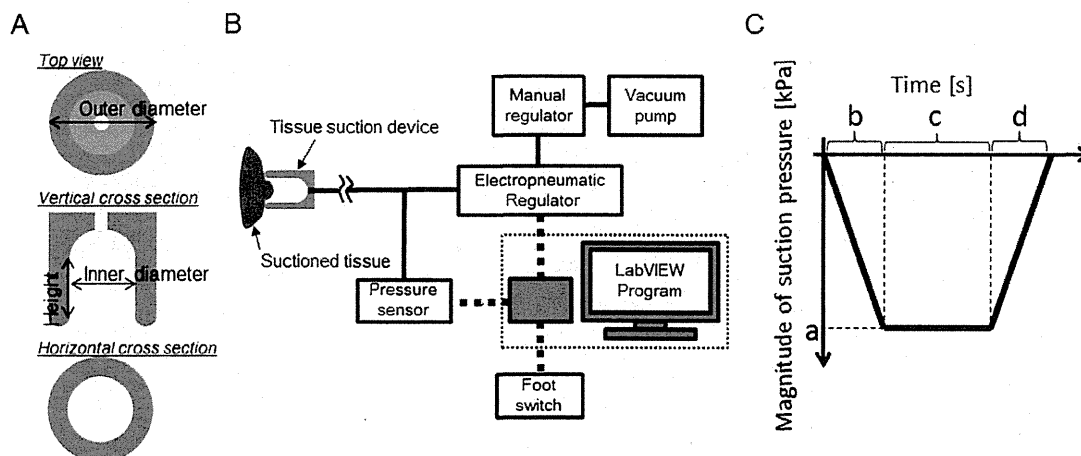 A
Top view
Outer diameter
Vertical cross section
Inner diameter
Height
Horizontal cross section
B
Tissue suction device
Suctioned tissue
Manual
regulator
Vacuum
pump
Electropneumatic
Regulator
Pressure
sensor
LabVIEW
Program
Foot
switch
C
Time [s]
b
c
d
a
Magnitude of suction pressure [kPa]